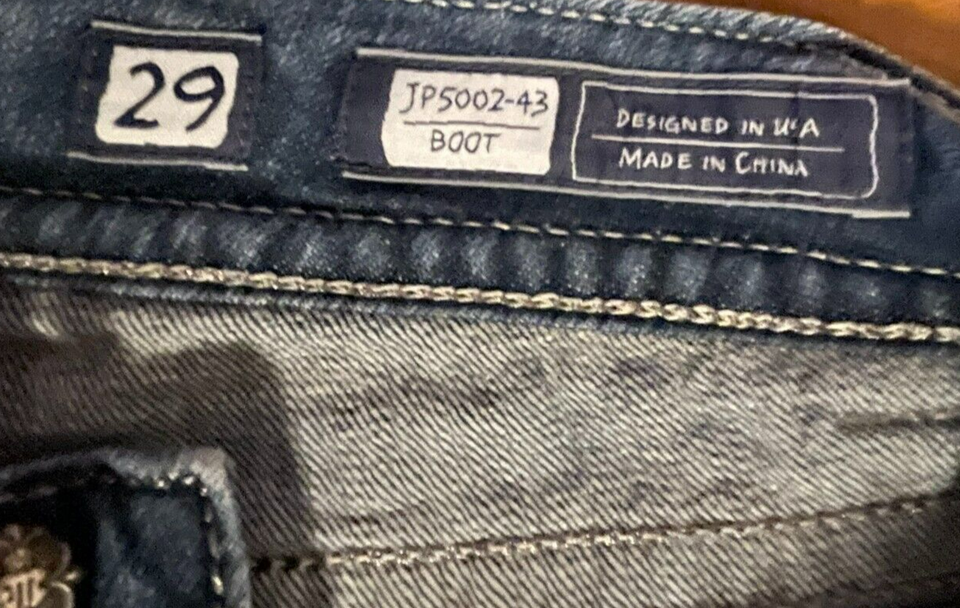 29
JP5002-43
BOOT
DESIGNED IN USA
MADE IN CHINA